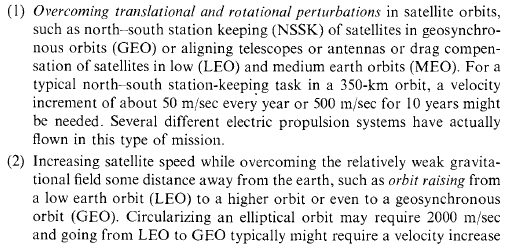 (1) Overcoming translational and rotational perturbations in satellite orbits,
such as north–south station keeping (NSSK) of satellites in geosynchro-
nous orbits (GEO) or aligning telescopes or antennas or drag compen-
sation of satellites in low (LEO) and medium earth orbits (MEO). For a
typical north–south station-keeping task in a 350-km orbit, a velocity
increment of about 50 m/sec every year or 500 m/sec for 10 years might
be needed. Several different electric propulsion systems have actually
flown in this type of mission.
(2) Increasing satellite speed while overcoming the relatively weak gravita-
tional field some distance away from the earth, such as orbit raising from
a low earth orbit (LEO) to a higher orbit or even to a geosynchronous
orbit (GEO). Circularizing an elliptical orbit may require 2000 m/sec
and going from LEO to GEO typically might require a velocity increase